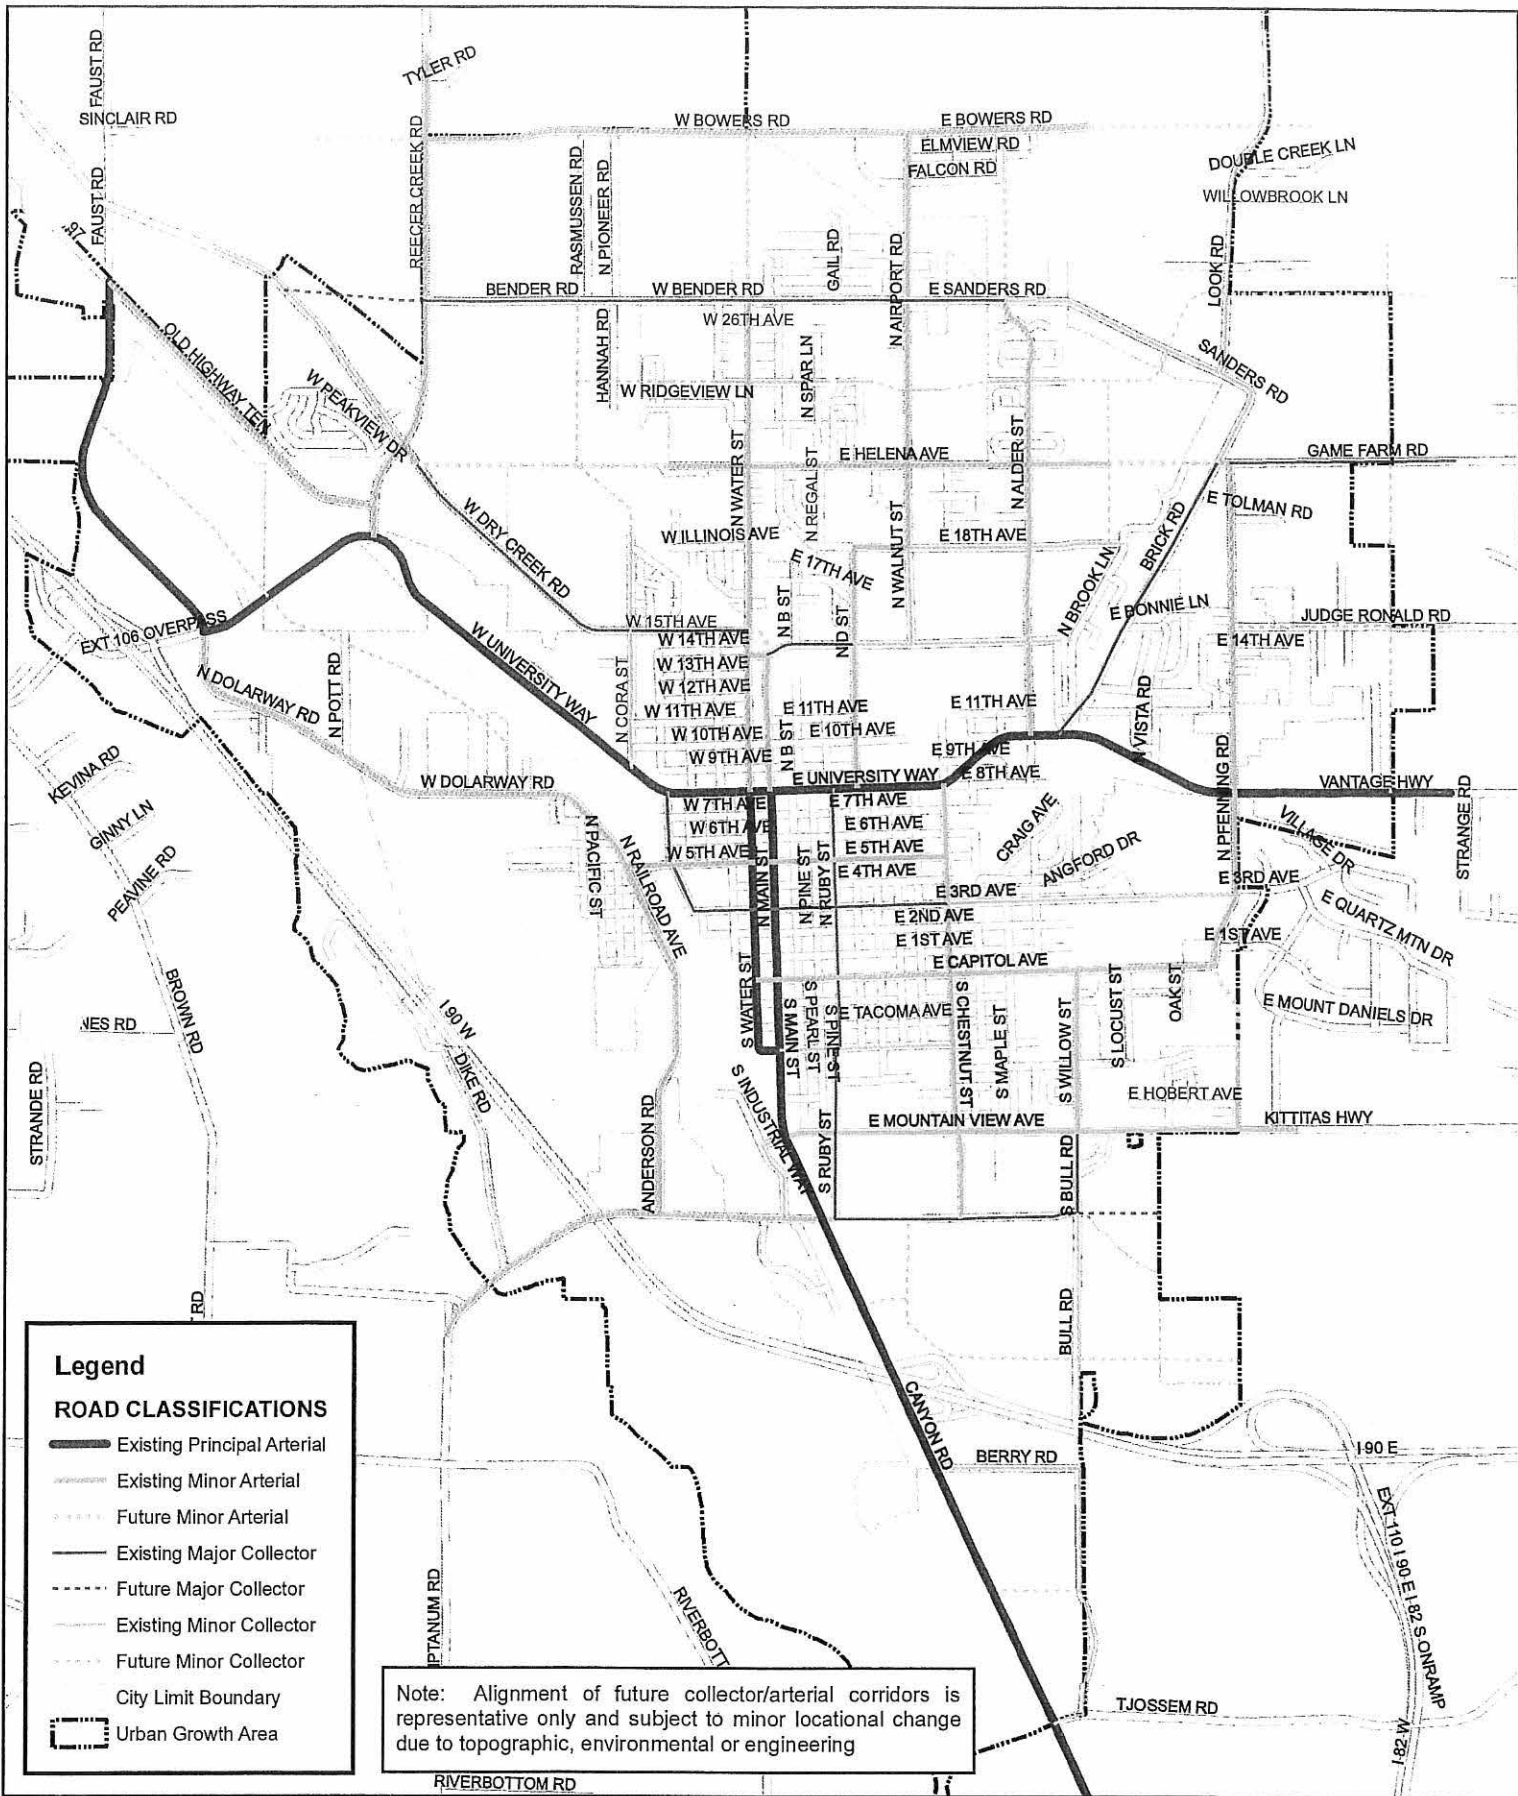 FAUST RD
TYLER RD
SINCLAIR RD
W BOWERS RD
E BOWERS RD
ELMVIEW RD
FALCON RD
DOUBLE CREEK LN
WILLOWBROOK LN
FAUST RD
97
REECER CREEK RD
RASMUSSEN RD
N PIONEER RD
GAIL RD
N AIRPORT RD
LOOK RD
BENDER RD
W BENDER RD
E SANDERS RD
W 26TH AVE
HANNAH RD
OLD HIGHWAY TEN
W PEAKVIEW DR
W RIDGEVIEW LN
N SPAR LN
SANDERS RD
N WATER ST
N REGAL ST
E HELENA AVE
N ALDER ST
GAME FARM RD
W DRY CREEK RD
W ILLINOIS AVE
E 17TH AVE
N WALNUT ST
E 18TH AVE
BRICK RD
E TOLMAN RD
N BROOK LN
E BONNIE LN
JUDGE RONALD RD
EXT 106 OVERPASS
W 15TH AVE
W 14TH AVE
N B ST
N D ST
E 14TH AVE
W 13TH AVE
W 12TH AVE
N DOLARWAY RD
N POTT RD
W UNIVERSITY WAY
N CORA ST
W 11TH AVE
E 11TH AVE
E 11TH AVE
N VISTA RD
W 10TH AVE
E 10TH AVE
N B ST
W 9TH AVE
E 9TH AVE
N PFENNING RD
KEVINA RD
W DOLARWAY RD
E UNIVERSITY WAY
E 8TH AVE
VANTAGE HWY
STRANGE RD
GINNY LN
W 7TH AVE
E 7TH AVE
W 6TH AVE
E 6TH AVE
CRAIG AVE
VILLAGE DR
PEAVINE RD
N PACIFIC ST
N RAILROAD AVE
W 5TH AVE
E 5TH AVE
N MAIN ST
N PINE ST
N RUBY ST
E 4TH AVE
ANGFORD DR
E 3RD AVE
E 3RD AVE
E QUARTZ MTN DR
E 2ND AVE
E 1ST AVE
E 1ST AVE
E CAPITOL AVE
BROWN RD
NES RD
I 90 W
S WATER ST
S MAIN ST
S PEARL ST
S PINE ST
E TACOMA AVE
S CHESTNUT ST
S MAPLE ST
S WILLOW ST
S LOCUST ST
OAK ST
E MOUNT DANIELS DR
STRANDE RD
DIKE RD
ANDERSON RD
S INDUSTRIAL WAY
S RUBY ST
E MOUNTAIN VIEW AVE
E HOBERT AVE
KITTITAS HWY
S BULL RD
RD
BULL RD
CANYON RD
BERRY RD
I 90 E
EXT 110 I 90 E I-82 S ONRAMP
IPTANUM RD
RIVERBOTT
TJOSSEM RD
I-82 W
RIVERBOTTOM RD
Legend
ROAD CLASSIFICATIONS
Existing Principal Arterial
Existing Minor Arterial
Future Minor Arterial
Existing Major Collector
Future Major Collector
Existing Minor Collector
Future Minor Collector
City Limit Boundary
Urban Growth Area
Note: Alignment of future collector/arterial corridors is
representative only and subject to minor locational change
due to topographic, environmental or engineering